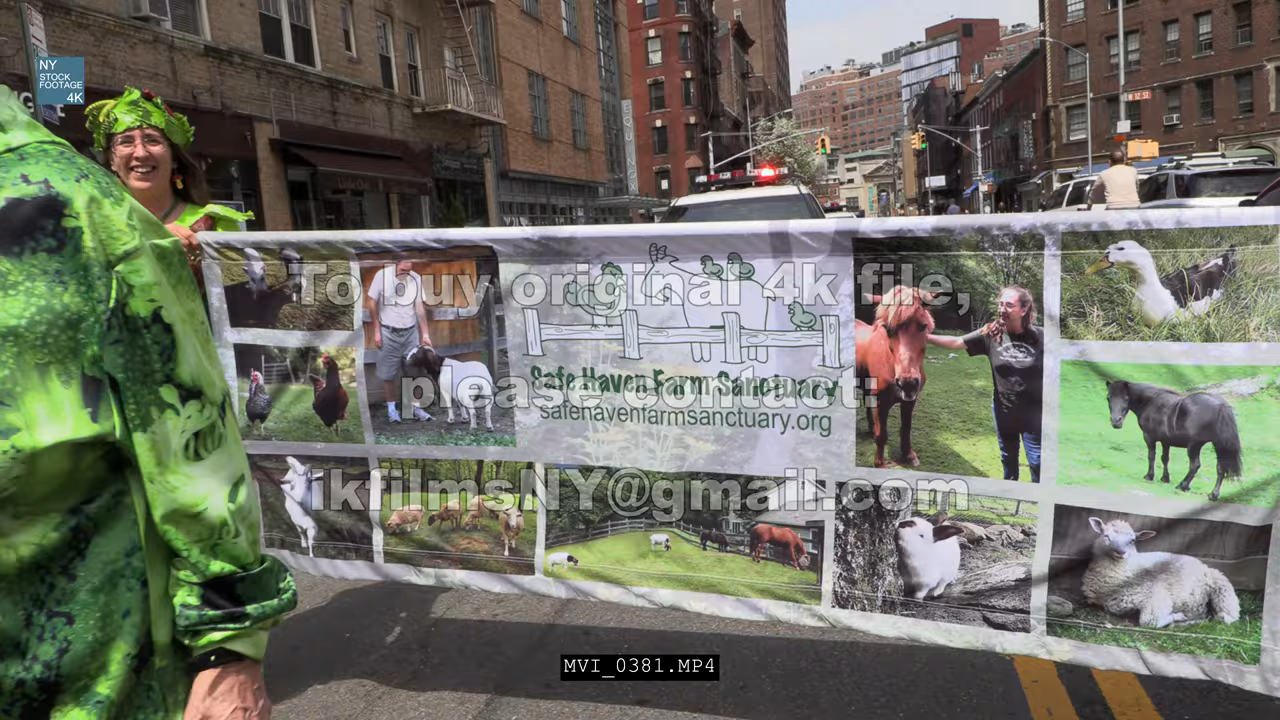 NY
STOCK
FOOTAGE
4K
To buy original 4k file,
please contact:
ikfilmsNY@gmail.com
Safe Haven Farm Sanctuary
safehavenfarmsanctuary.org
MVI_0381.MP4